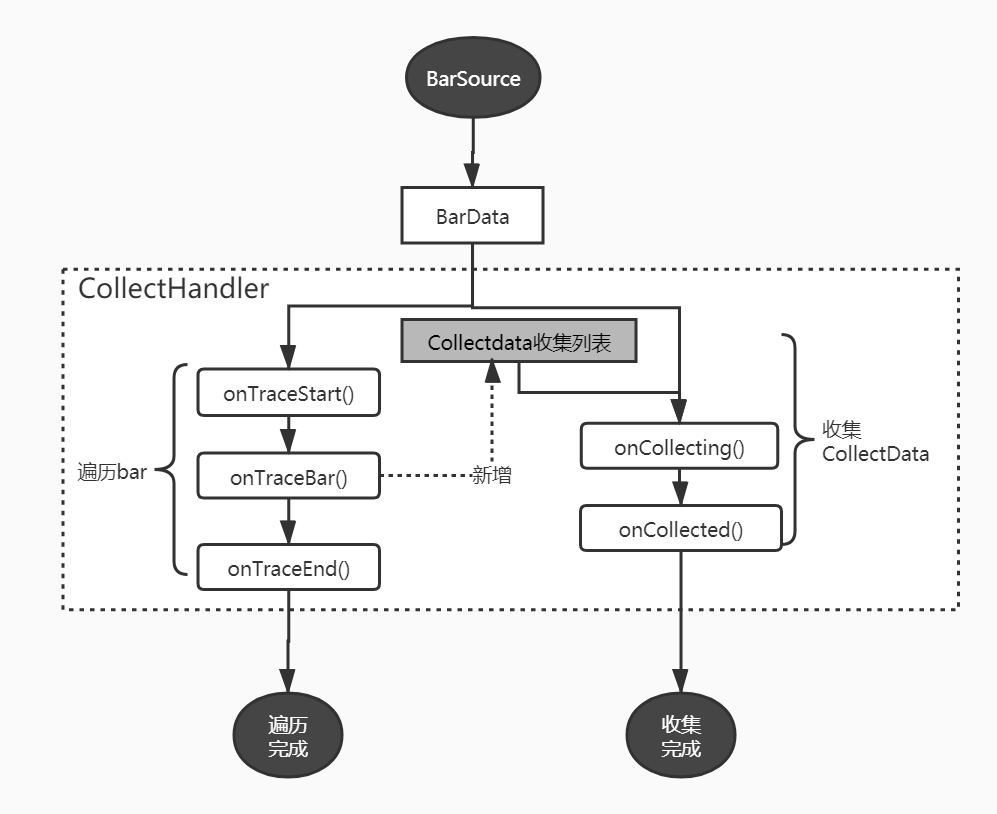 BarSource
BarData
CollectHandler
Collectdata收集列表
onTraceStart()
遍历bar
onTraceBar()
新增
onTraceEnd()
onCollecting()
onCollected()
收集
CollectData
遍历
完成
收集
完成